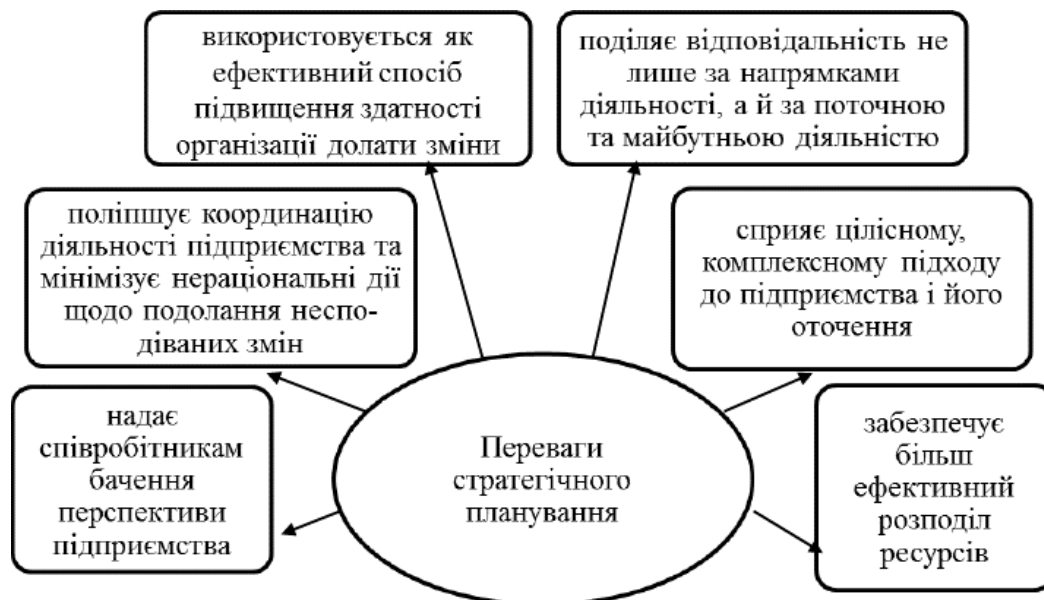 використовується як
ефективний спосіб
підвищення здатності
організації долати зміни
поділяє відповідальність не
лише за напрямками
діяльності, а й за поточною
та майбутньою діяльністю
поліпшує координацію
діяльності підприємства та
мінімізує нераціональні дії
щодо подолання неспо-
діваних змін
сприяє цілісному,
комплексному підходу
до підприємства і його
оточення
надає
співробітникам
бачення
перспективи
підприємства
Переваги
стратегічного
планування
забезпечує
більш
ефективний
розподіл
ресурсів